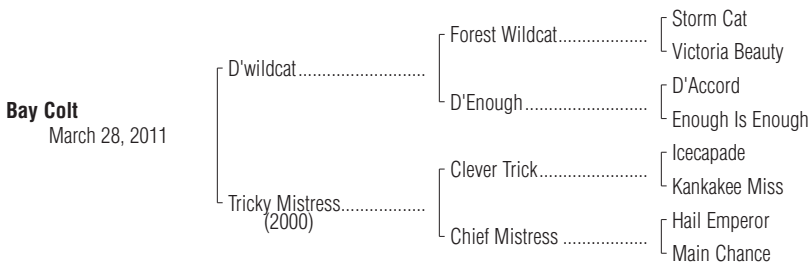 Storm Cat
Forest Wildcat..........................
Victoria Beauty
D'wildcat...................................
D'Accord
D'Enough...................................
Enough Is Enough
Bay Colt
March 28, 2011
Icecapade
Clever Trick...............................
Kankakee Miss
Tricky Mistress........................
(2000)
Hail Emperor
Chief Mistress ........................
Main Chance